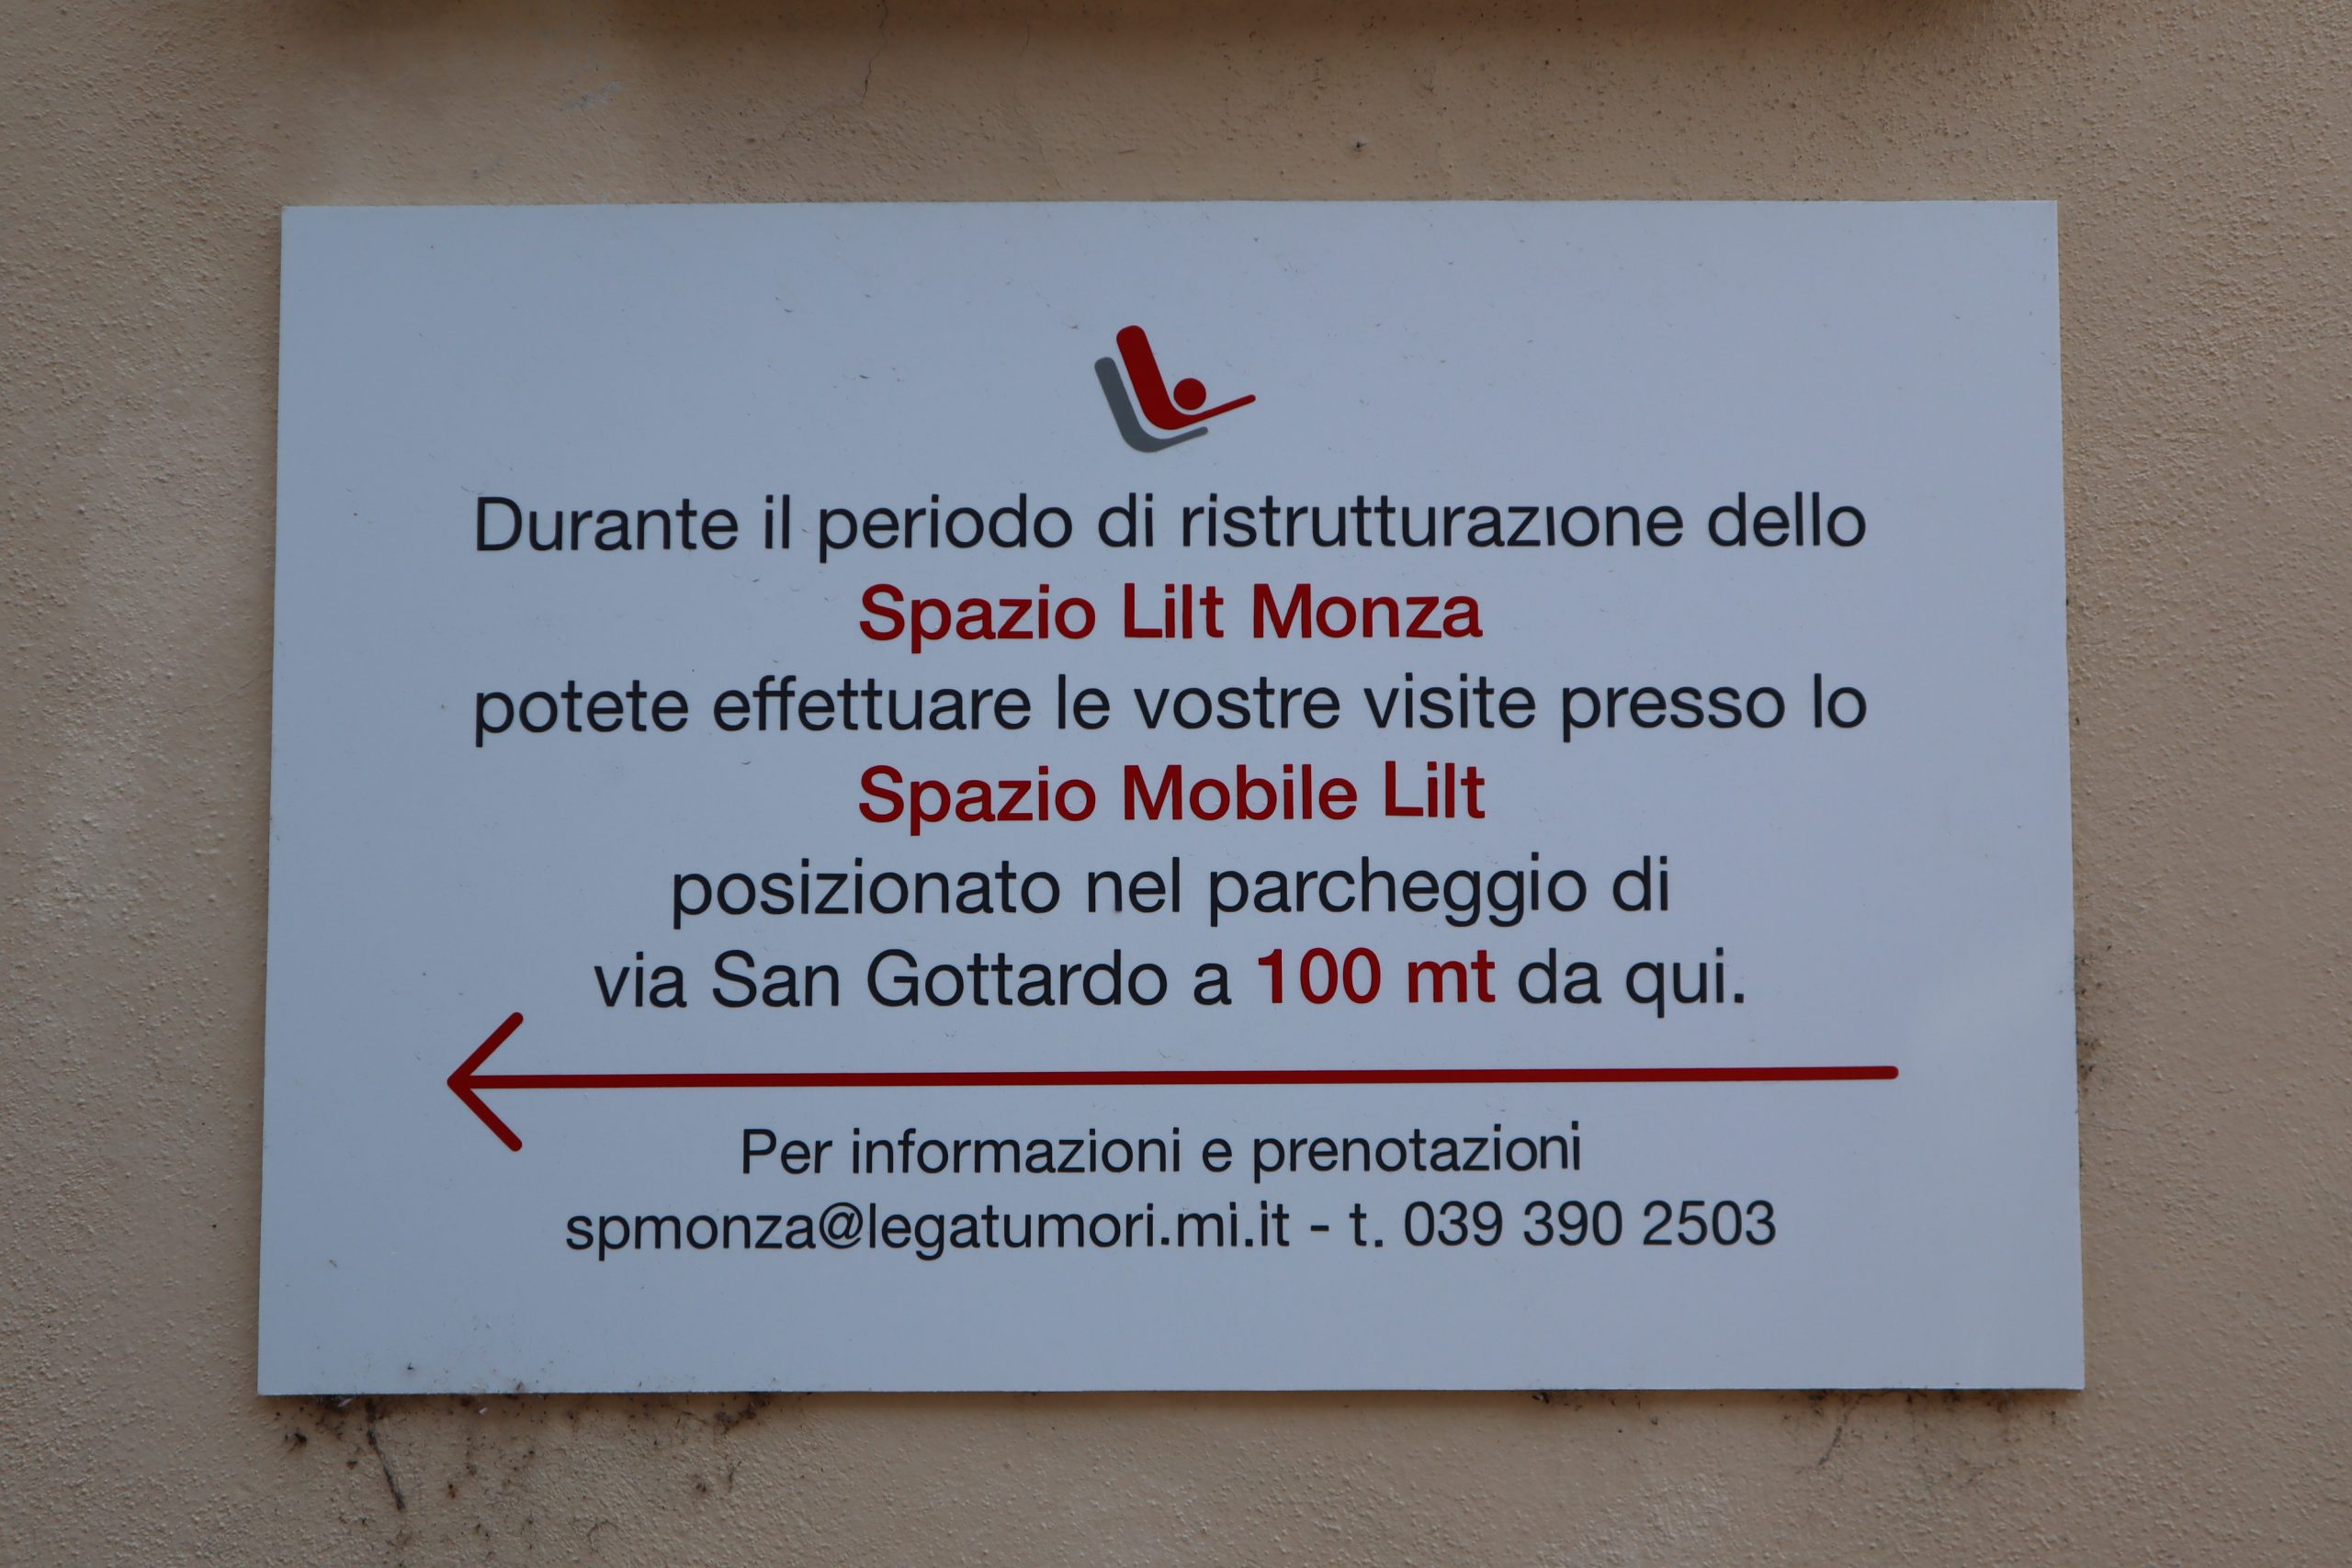 Durante il periodo di ristrutturazione dello
Spazio Lilt Monza
potete effettuare le vostre visite presso lo
Spazio Mobile Lilt
posizionato nel parcheggio di
via San Gottardo a 100 mt da qui.
Per informazioni e prenotazioni
spmonza@legatumori.mi.it - t. 039 390 2503